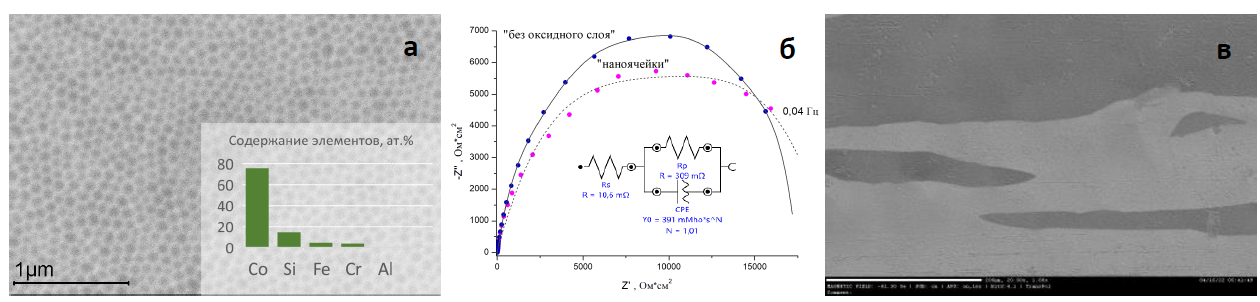 а
Содержание элементов, ат.%
80
60
40
20
0
Co Si Fe Cr Al
1μm
б
7000
6000
5000
4000
3000
2000
1000
0
-Z'' , Ом*см²
"без оксидного слоя"
"наноячейки"
0,04 Гц
Rs
R = 10,6 mΩ
Rp
R = 309 mΩ
CPE
Y0 = 391 mMho*s^N
N = 1,01
0 5000 10000 15000
Z' , Ом*см²
в